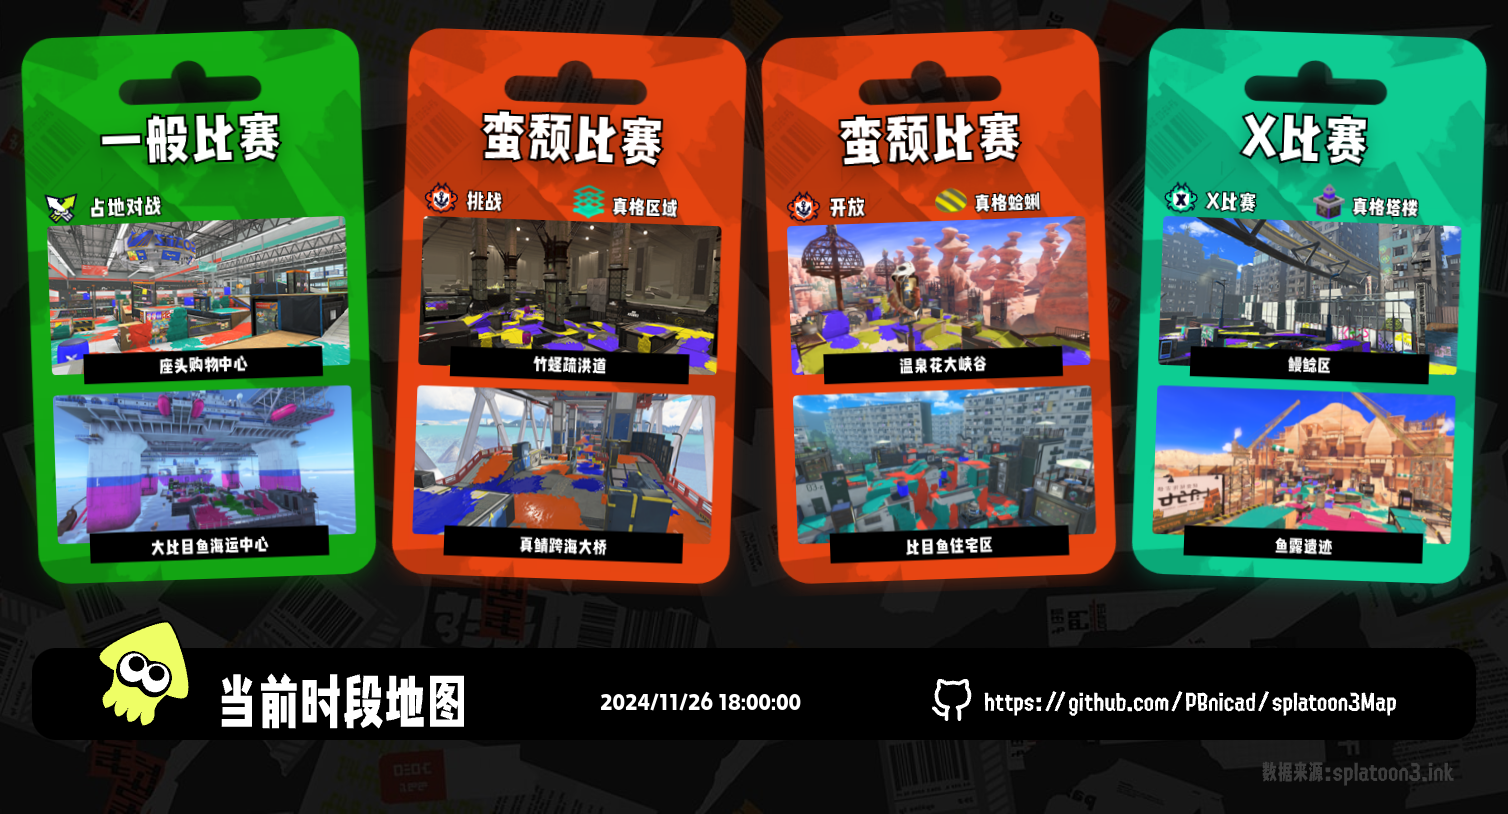 一般比赛
占地对战
座头购物中心
大比目鱼海运中心
蛮颓比赛
挑战
真格区域
竹蛏疏洪道
真鲭跨海大桥
蛮颓比赛
开放
真格蛤蜊
温泉花大峡谷
比目鱼住宅区
X比赛
X比赛
真格塔楼
鳗鲶区
鱼露遗迹
当前时段地图
2024/11/26 18:00:00
https://github.com/PBnicad/splatoon3Map
数据来源:splatoon3.ink